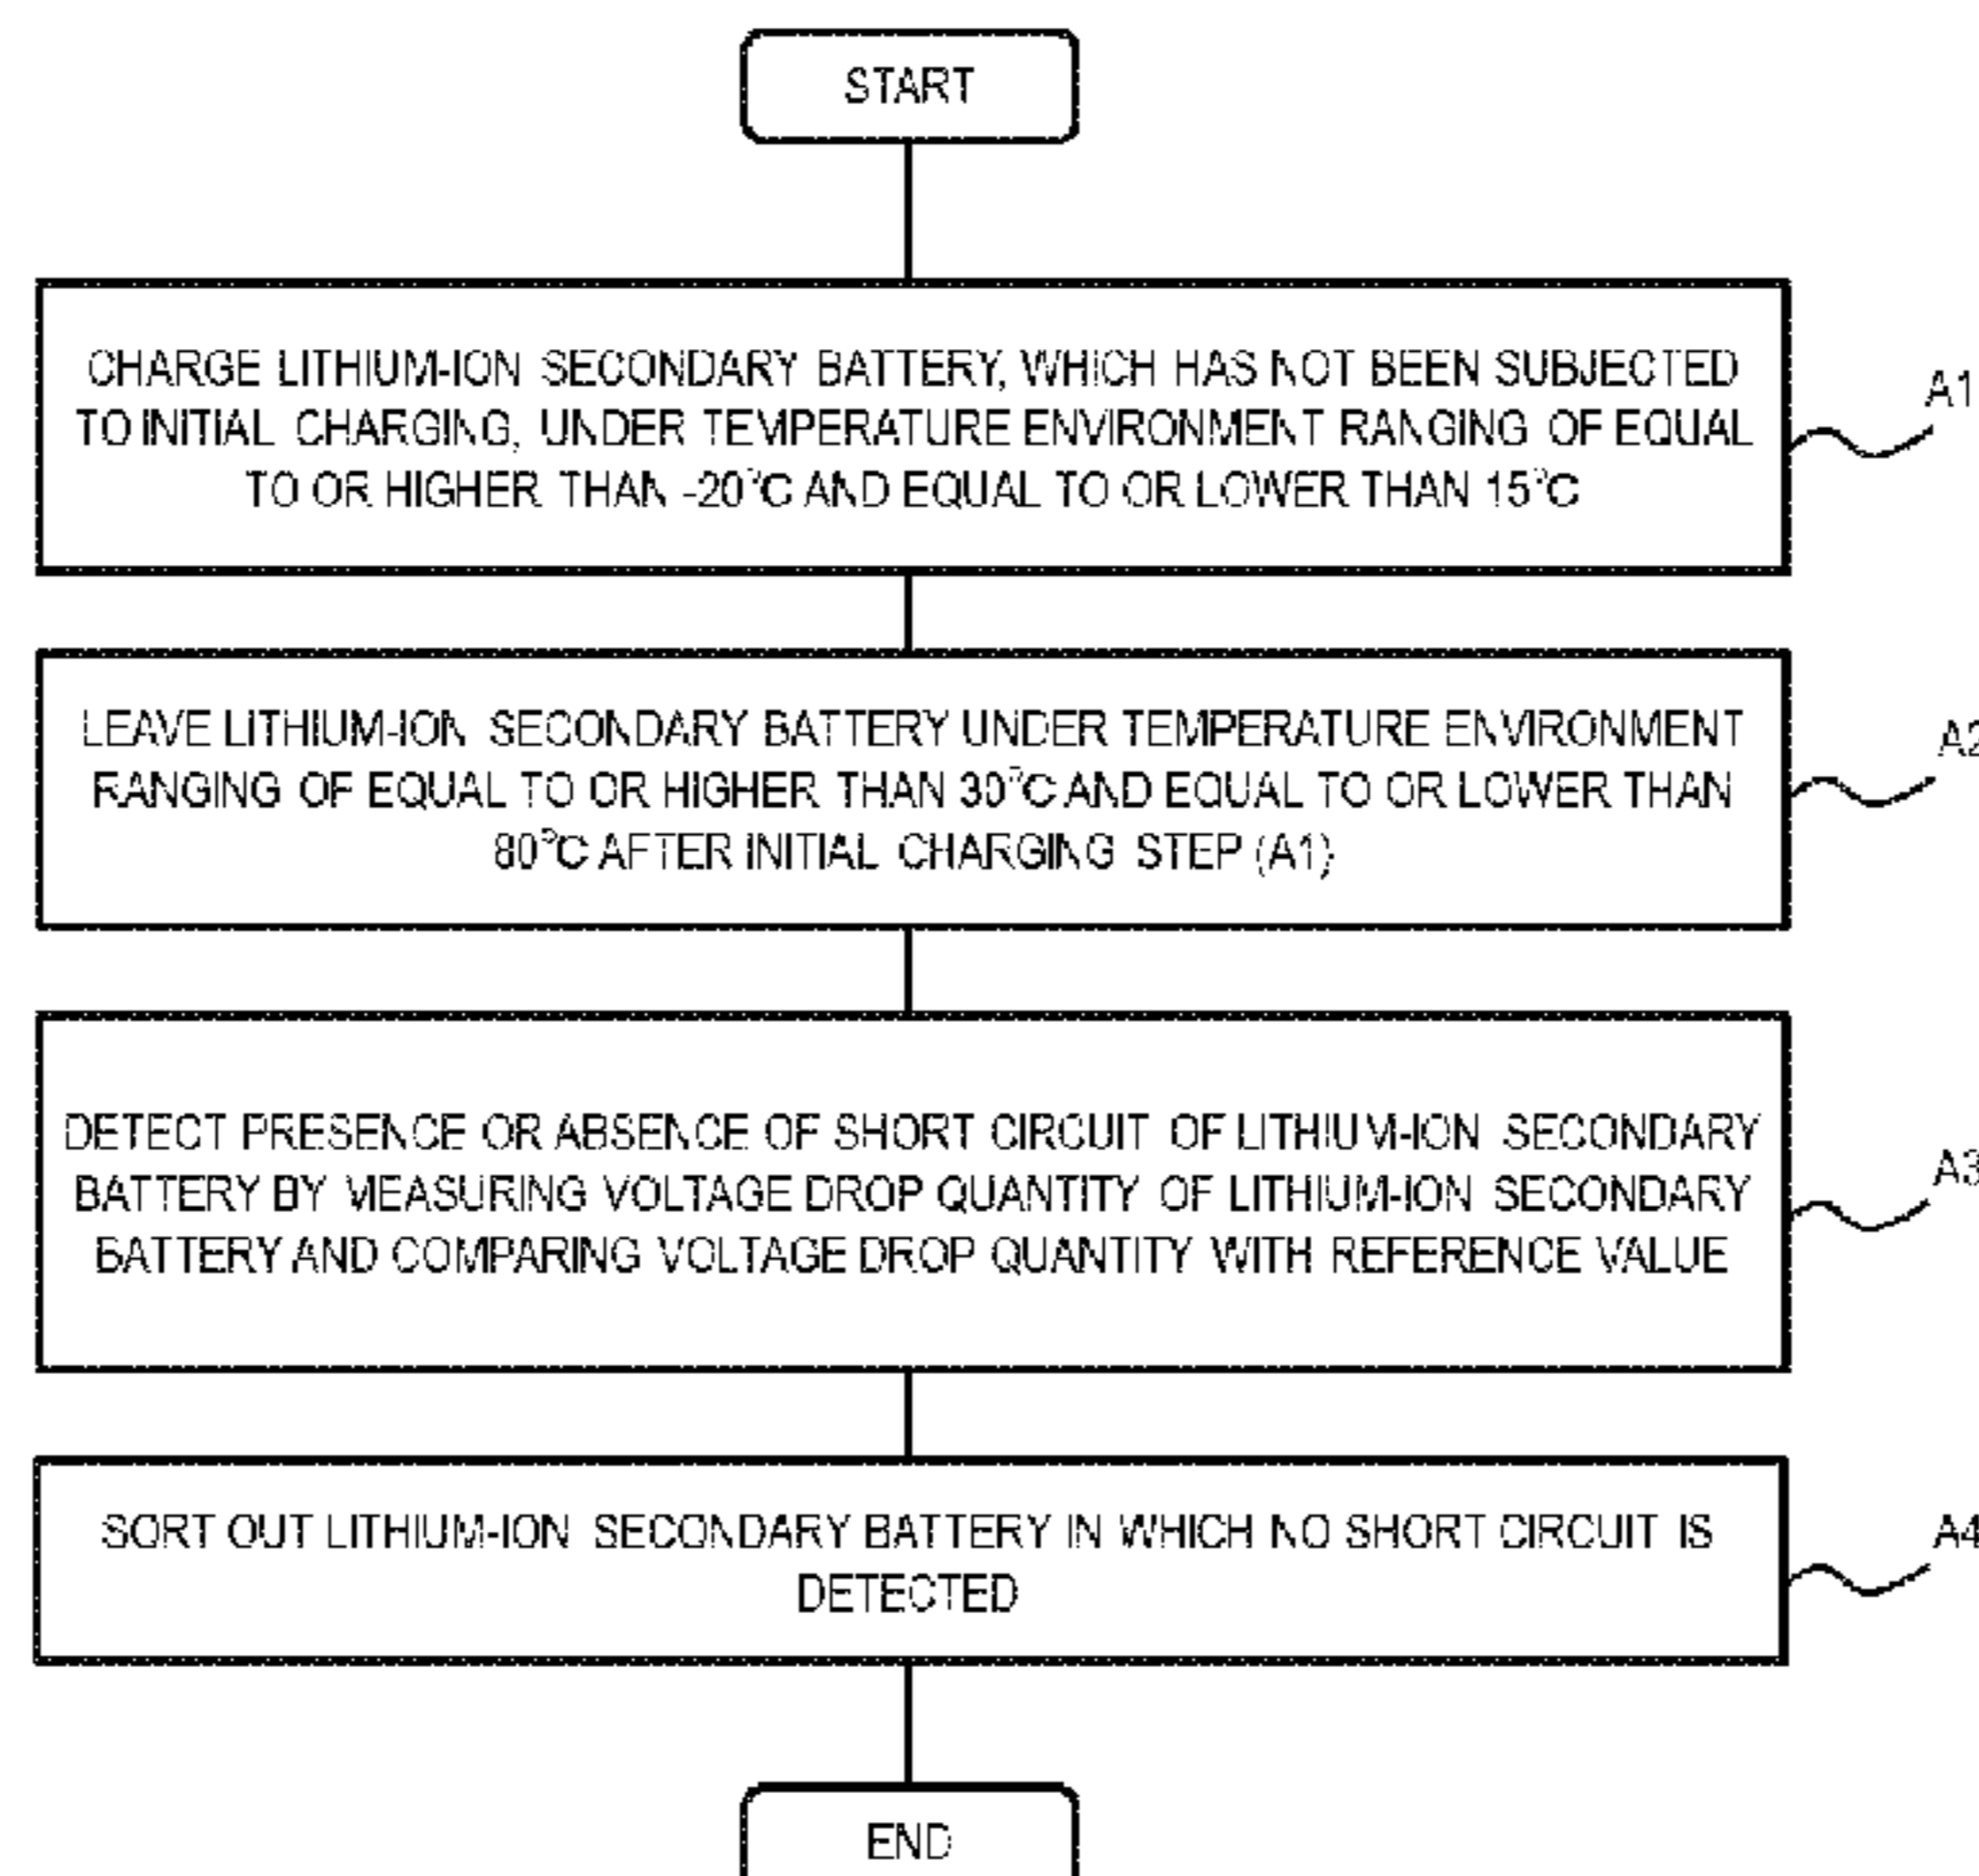 START
CHARGE LITHIUM-ION SECONDARY BATTERY, WHICH HAS NOT BEEN SUBJECTED
TO INITIAL CHARGING, UNDER TEMPERATURE ENVIRONMENT RANGING OF EQUAL
TO OR HIGHER THAN -20°C AND EQUAL TO OR LOWER THAN 15°C
A1
LEAVE LITHIUM-ION SECONDARY BATTERY UNDER TEMPERATURE ENVIRONMENT
RANGING OF EQUAL TO OR HIGHER THAN 30°C AND EQUAL TO OR LOWER THAN
80°C AFTER INITIAL CHARGING STEP (A1)
A2
DETECT PRESENCE OR ABSENCE OF SHORT CIRCUIT OF LITHIUM-ION SECONDARY
BATTERY BY MEASURING VOLTAGE DROP QUANTITY OF LITHIUM-ION SECONDARY
BATTERY AND COMPARING VOLTAGE DROP QUANTITY WITH REFERENCE VALUE
A3
SORT OUT LITHIUM-ION SECONDARY BATTERY IN WHICH NO SHORT CIRCUIT IS
DETECTED
A4
END